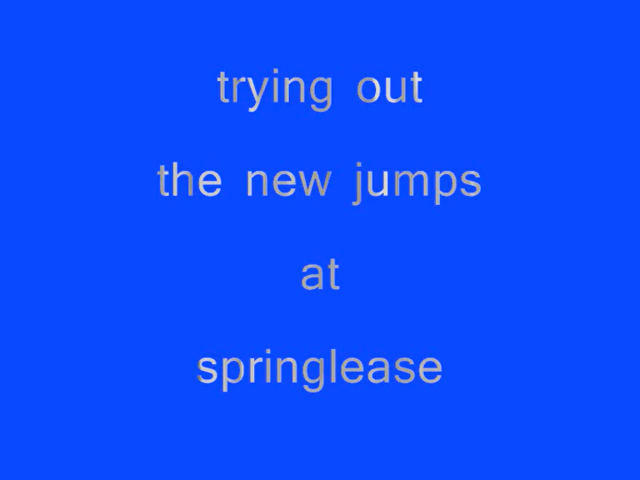 trying out
the new jumps
at
springlease